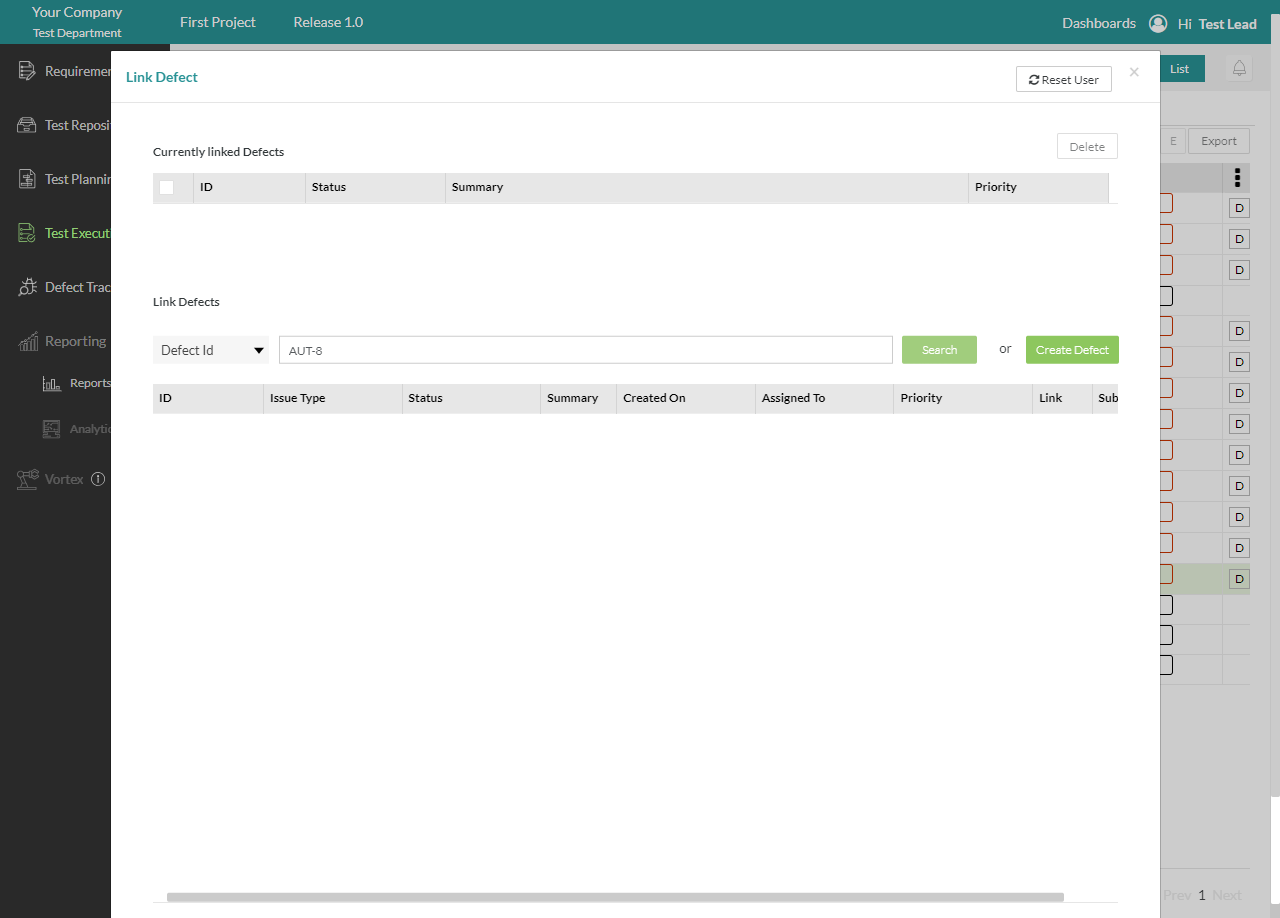 Your Company
Test Department
First Project
Release 1.0
Dashboards
Hi Test Lead
Requiremen
Test Reposi
Test Plannin
Test Executi
Defect Trac
Reporting
Reports
Analytic
Vortex
Link Defect
Reset User
×
List
E
Export
Currently linked Defects
Delete
ID Status Summary Priority
Link Defects
Defect Id
AUT-8
Search
or
Create Defect
ID Issue Type Status Summary Created On Assigned To Priority Link Sub
D
D
D
D
D
D
D
D
D
D
D
D
Prev 1 Next